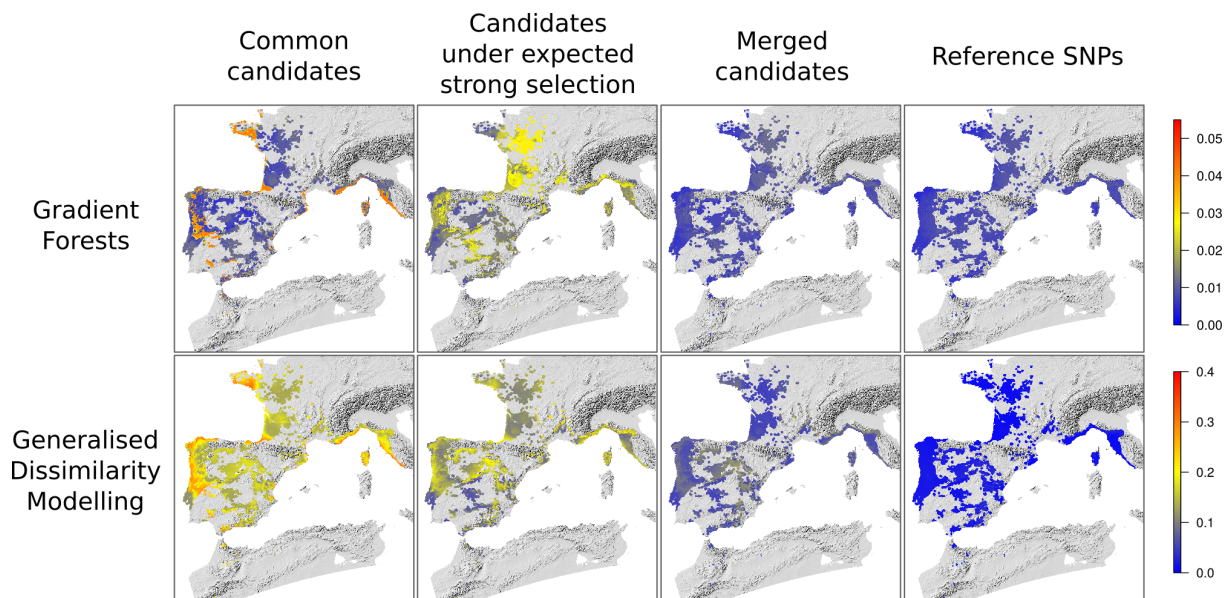 Common
candidates
Candidates
under expected
strong selection
Merged
candidates
Reference SNPs
Gradient
Forests
0.05
0.04
0.03
0.02
0.01
0.00
Generalised
Dissimilarity
Modelling
0.4
0.3
0.2
0.1
0.0